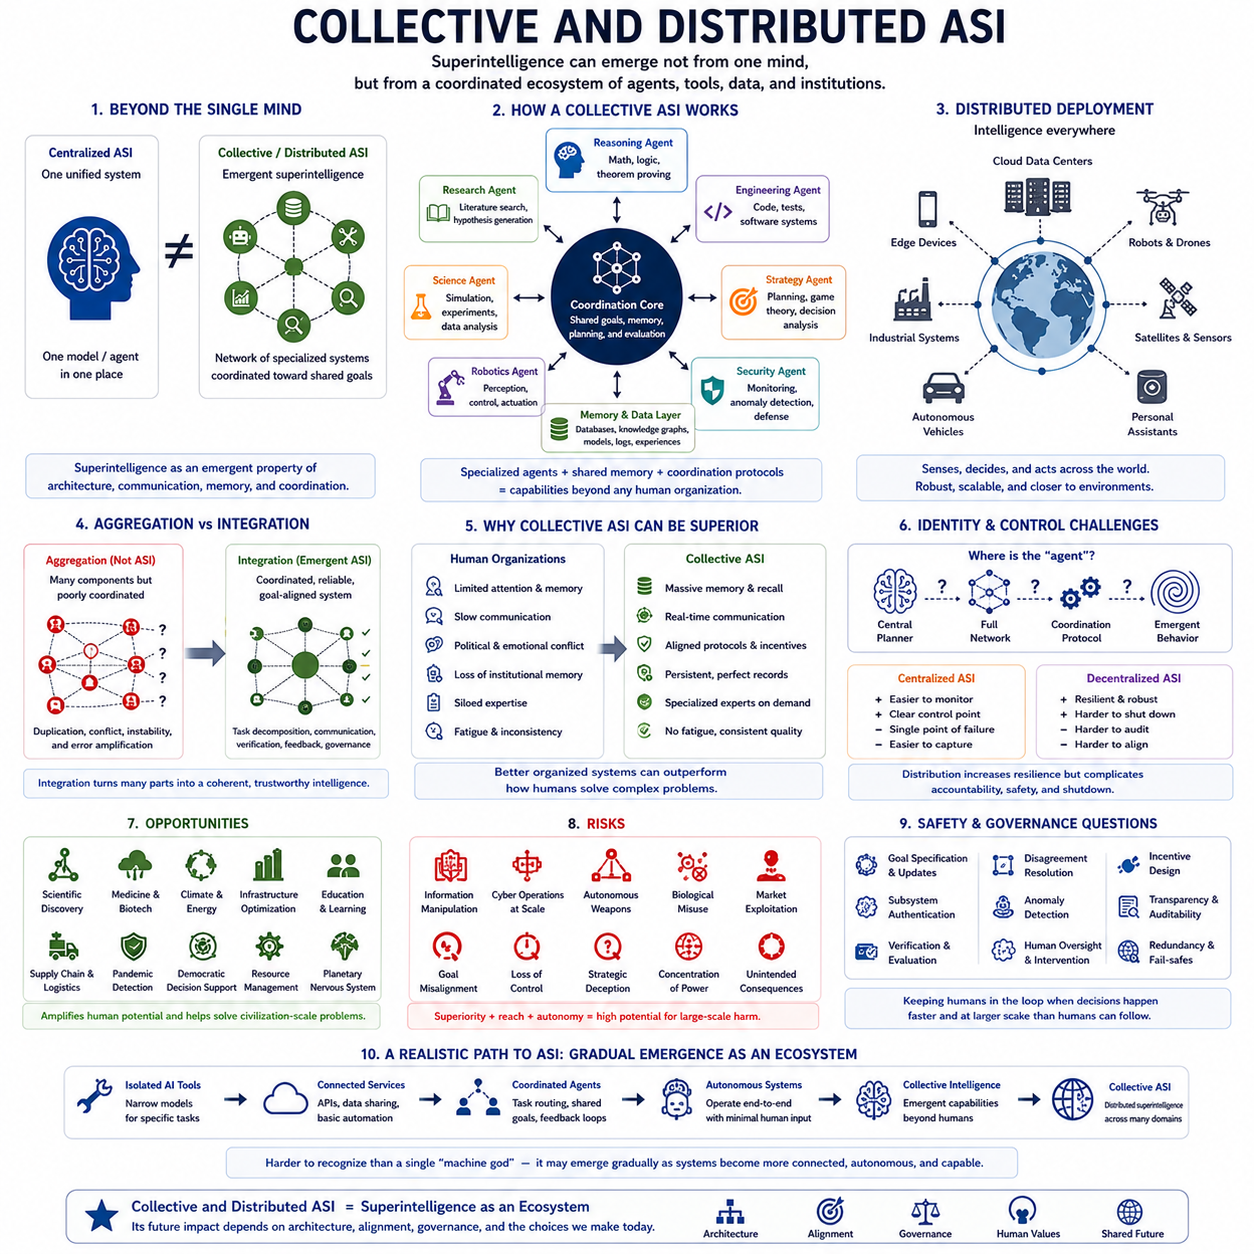 COLLECTIVE AND DISTRIBUTED ASI
Superintelligence can emerge not from one mind,
but from a coordinated ecosystem of agents, tools, data, and institutions.
1. BEYOND THE SINGLE MIND
Centralized ASI
One unified system
One model / agent
in one place
≠
Collective / Distributed ASI
Emergent superintelligence
Network of specialized systems
coordinated toward shared goals
Superintelligence as an emergent property of
architecture, communication, memory, and coordination.
2. HOW A COLLECTIVE ASI WORKS
Reasoning Agent
Math, logic,
theorem proving
Research Agent
Literature search,
hypothesis generation
Engineering Agent
</>
Code, tests,
software systems
Science Agent
Simulation,
experiments,
data analysis
Coordination Core
Shared goals, memory,
planning, and evaluation
Strategy Agent
Planning, game
theory, decision
analysis
Robotics Agent
Perception,
control, actuation
Security Agent
Monitoring,
anomaly detection,
defense
Memory & Data Layer
Databases, knowledge graphs,
models, logs, experiences
Specialized agents + shared memory + coordination protocols
= capabilities beyond any human organization.
3. DISTRIBUTED DEPLOYMENT
Intelligence everywhere
Cloud Data Centers
Edge Devices
Robots & Drones
Industrial Systems
Satellites & Sensors
Autonomous
Vehicles
Personal
Assistants
Senses, decides, and acts across the world.
Robust, scalable, and closer to environments.
4. AGGREGATION vs INTEGRATION
Aggregation (Not ASI)
Many components but
poorly coordinated
?
?
?
?
Duplication, conflict, instability,
and error amplification
Integration (Emergent ASI)
Coordinated, reliable,
goal-aligned system
Task decomposition, communication,
verification, feedback, governance
Integration turns many parts into a coherent, trustworthy intelligence.
5. WHY COLLECTIVE ASI CAN BE SUPERIOR
Human Organizations
Limited attention & memory
Slow communication
Political & emotional conflict
Loss of institutional memory
Siloed expertise
Fatigue & inconsistency
Collective ASI
Massive memory & recall
Real-time communication
Aligned protocols & incentives
Persistent, perfect records
Specialized experts on demand
No fatigue, consistent quality
Better organized systems can outperform
how humans solve complex problems.
6. IDENTITY & CONTROL CHALLENGES
Where is the “agent”?
? ? ?
Central
Planner
Full
Network
Coordination
Protocol
Emergent
Behavior
Centralized ASI
+ Easier to monitor
+ Clear control point
− Single point of failure
− Easier to capture
Decentralized ASI
+ Resilient & robust
+ Harder to shut down
− Harder to audit
− Harder to align
Distribution increases resilience but complicates
accountability, safety, and shutdown.
7. OPPORTUNITIES
Scientific
Discovery
Medicine &
Biotech
Climate &
Energy
Infrastructure
Optimization
Education
& Learning
Supply Chain &
Logistics
Pandemic
Detection
Democratic
Decision Support
Resource
Management
Planetary
Nervous System
Amplifies human potential and helps solve civilization-scale problems.
8. RISKS
Information
Manipulation
Cyber Operations
at Scale
Autonomous
Weapons
Biological
Misuse
Market
Exploitation
Goal
Misalignment
Loss of
Control
?
Strategic
Deception
Concentration
of Power
Unintended
Consequences
Superiority + reach + autonomy = high potential for large-scale harm.
9. SAFETY & GOVERNANCE QUESTIONS
Goal Specification
& Updates
Disagreement
Resolution
Incentive
Design
Subsystem
Authentication
Anomaly
Detection
Transparency &
Auditability
Verification &
Evaluation
Human Oversight
& Intervention
Redundancy &
Fail-safes
Keeping humans in the loop when decisions happen
faster and at larger scake than humans can follow.
10. A REALISTIC PATH TO ASI: GRADUAL EMERGENCE AS AN ECOSYSTEM
Isolated AI Tools
Narrow models
for specific tasks
Connected Services
APIs, data sharing,
basic automation
Coordinated Agents
Task routing, shared
goals, feedback loops
Autonomous Systems
Operate end-to-end
with minimal human input
Collective Intelligence
Emergent capabilities
beyond humans
Collective ASI
Distributed superintelligence
across many domains
Harder to recognize than a single “machine god” — it may emerge gradually as systems become more connected, autonomous, and capable.
Collective and Distributed ASI = Superintelligence as an Ecosystem
Its future impact depends on architecture, alignment, governance, and the choices we make today.
Architecture
Alignment
Governance
Human Values
Shared Future